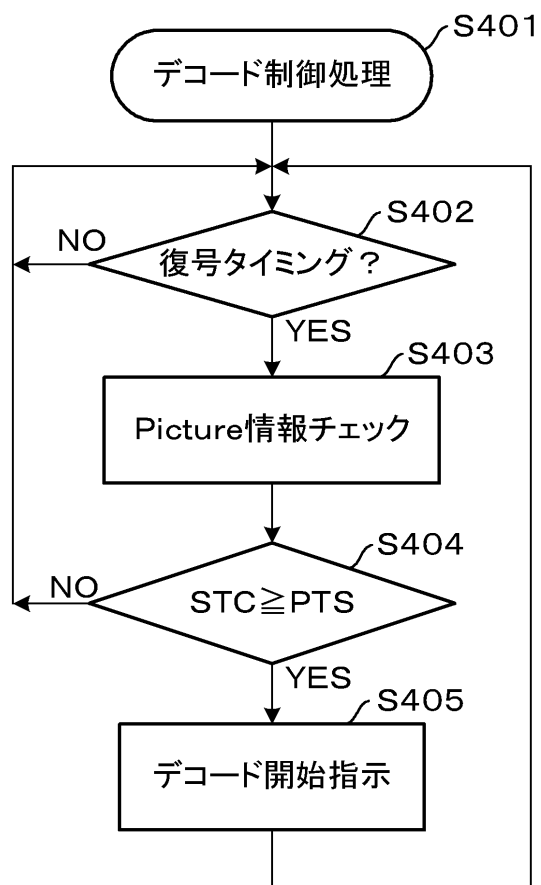 S401
デコード制御処理
S402
NO
復号タイミング？
YES
S403
Picture情報チェック
S404
NO
STC≧PTS
YES
S405
デコード開始指示